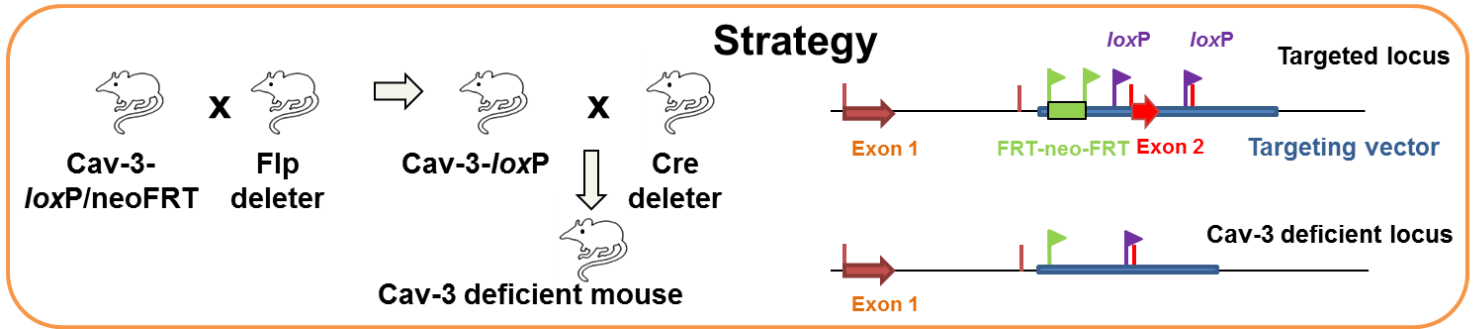 Strategy
x
x
Cav-3-
loxP/neoFRT
Flp
deleter
Cav-3-loxP
Cre
deleter
Cav-3 deficient mouse
loxP
loxP
Targeted locus
Exon 1
FRT-neo-FRT
Exon 2
Targeting vector
Cav-3 deficient locus
Exon 1